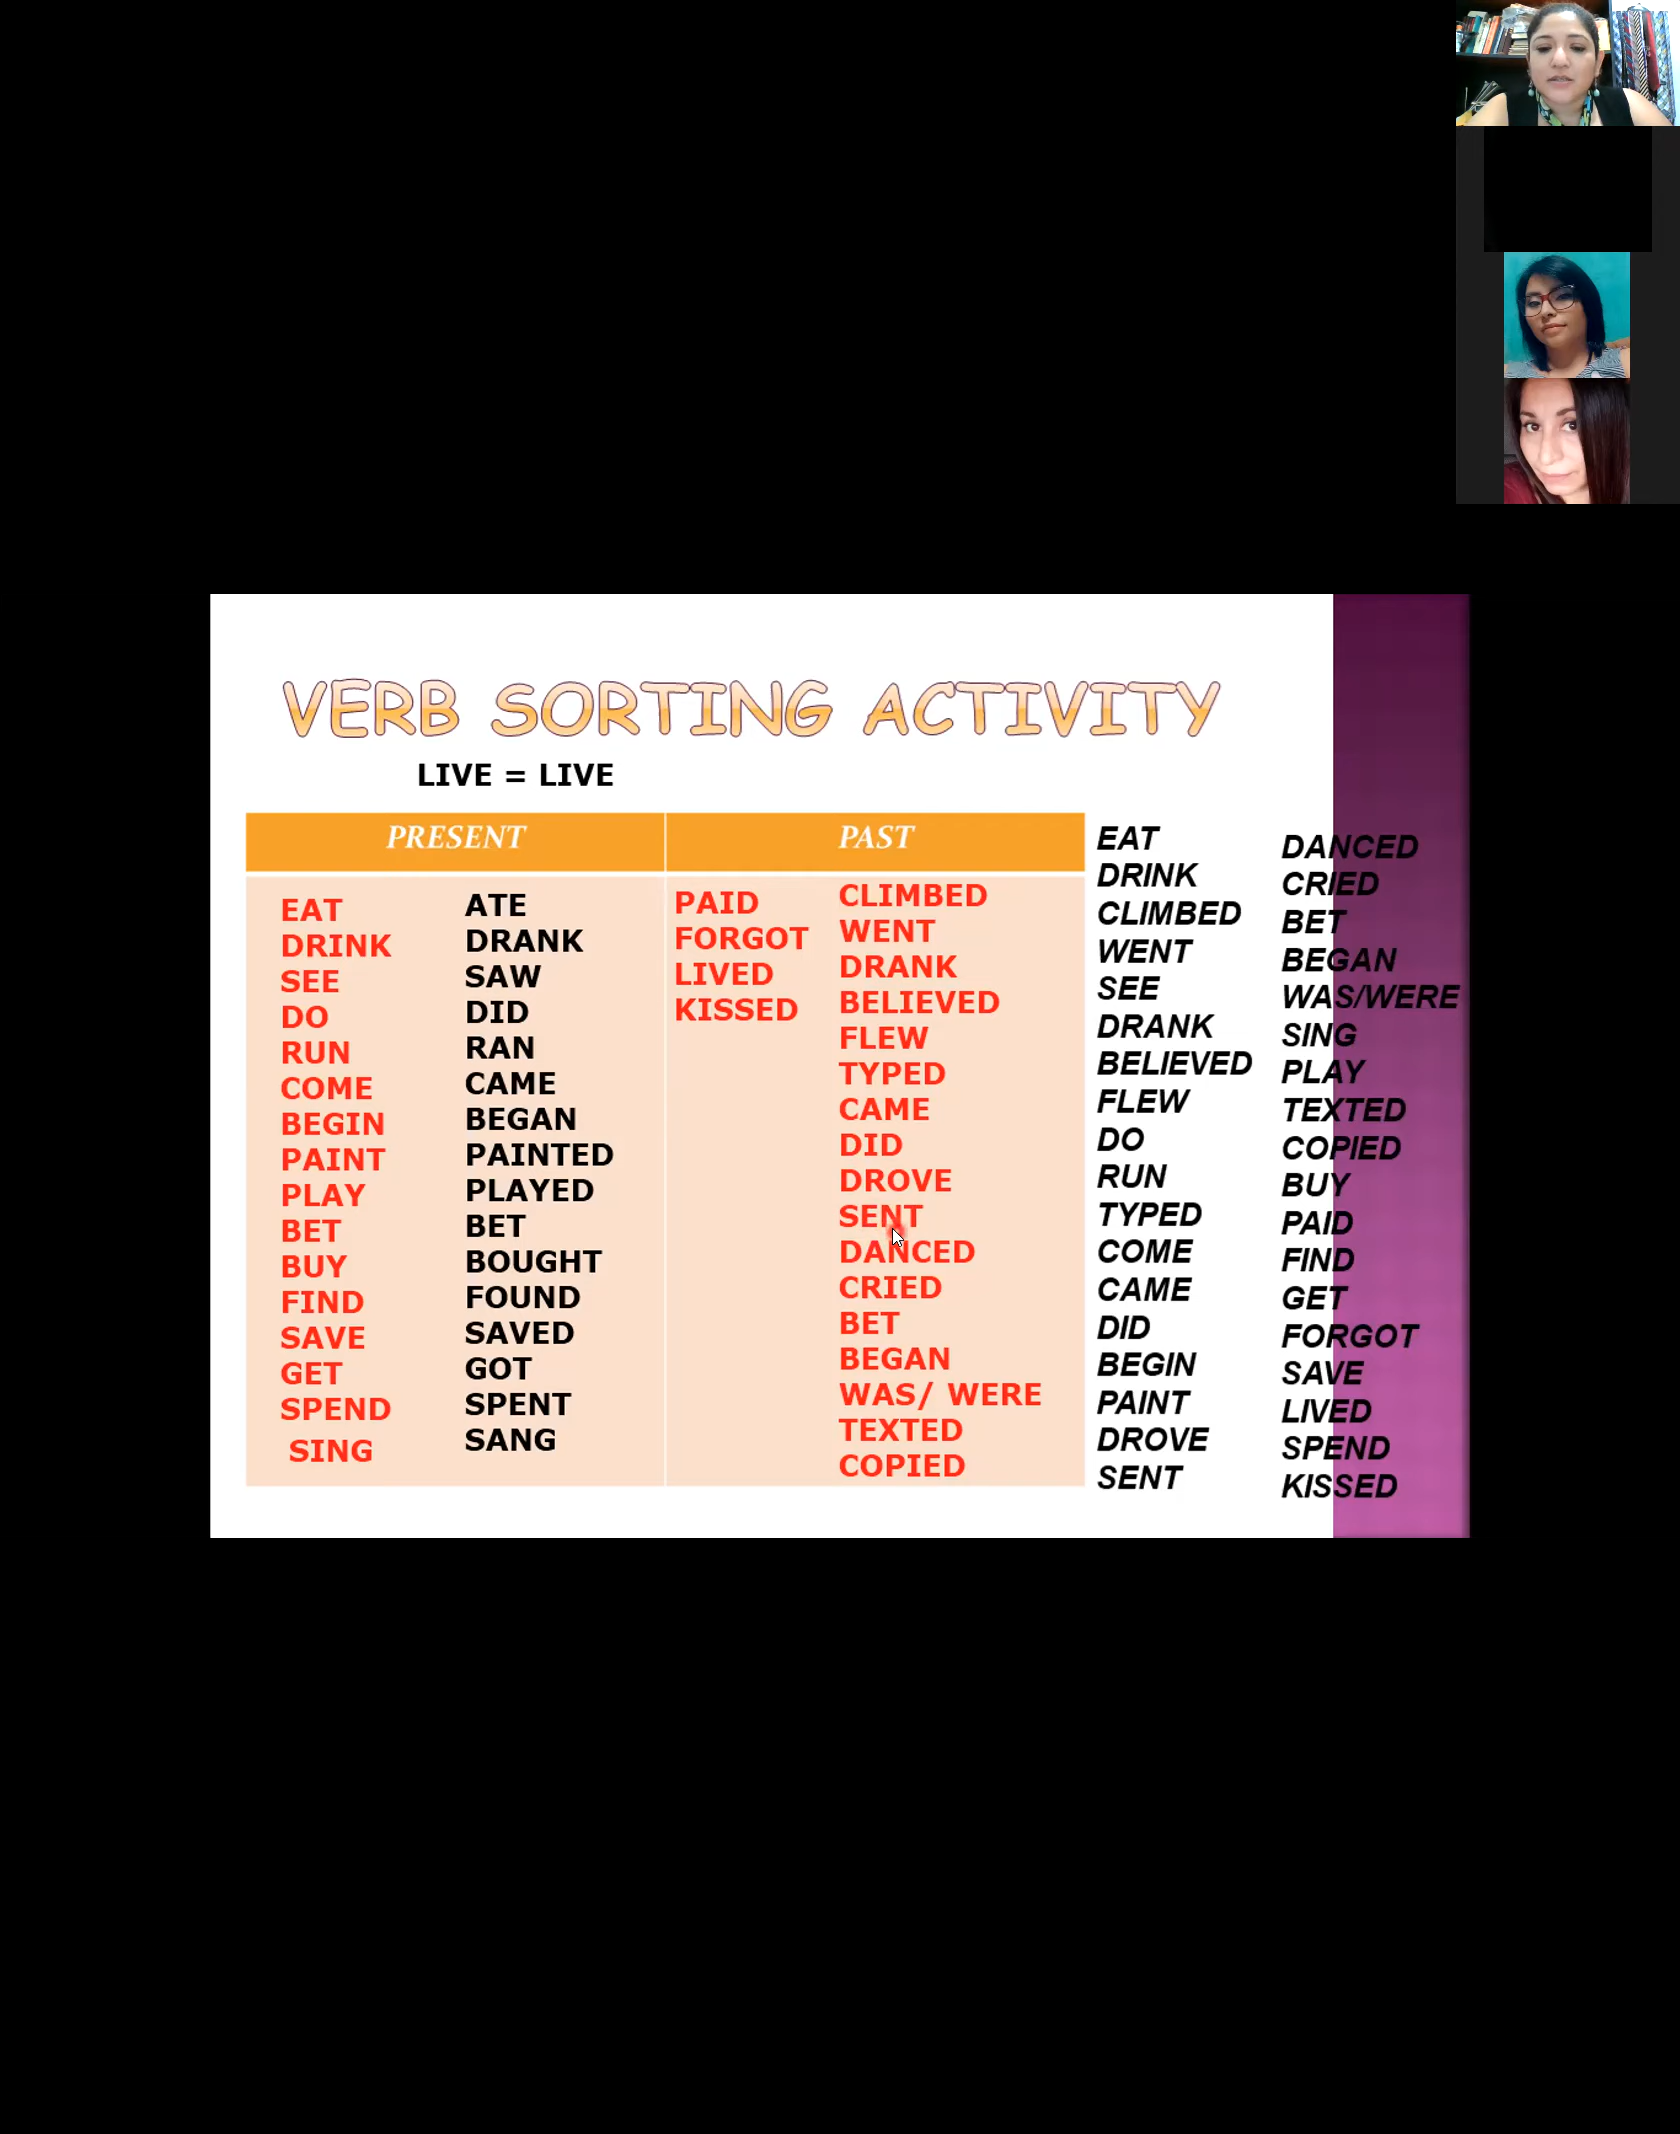 VERB SORTING ACTIVITY
LIVE = LIVE
PRESENT
EAT
DRINK
SEE
DO
RUN
COME
BEGIN
PAINT
PLAY
BET
BUY
FIND
SAVE
GET
SPEND
SING
ATE
DRANK
SAW
DID
RAN
CAME
BEGAN
PAINTED
PLAYED
BET
BOUGHT
FOUND
SAVED
GOT
SPENT
SANG
PAST
PAID
FORGOT
LIVED
KISSED
CLIMBED
WENT
DRANK
BELIEVED
FLEW
TYPED
CAME
DID
DROVE
SENT
DANCED
CRIED
BET
BEGAN
WAS/ WERE
TEXTED
COPIED
EAT
DRINK
CLIMBED
WENT
SEE
DRANK
BELIEVED
FLEW
DO
RUN
TYPED
COME
CAME
DID
BEGIN
PAINT
DROVE
SENT
DANCED
CRIED
BET
BEGAN
WAS/WERE
SING
PLAY
TEXTED
COPIED
BUY
PAID
FIND
GET
FORGOT
SAVE
LIVED
SPEND
KISSED